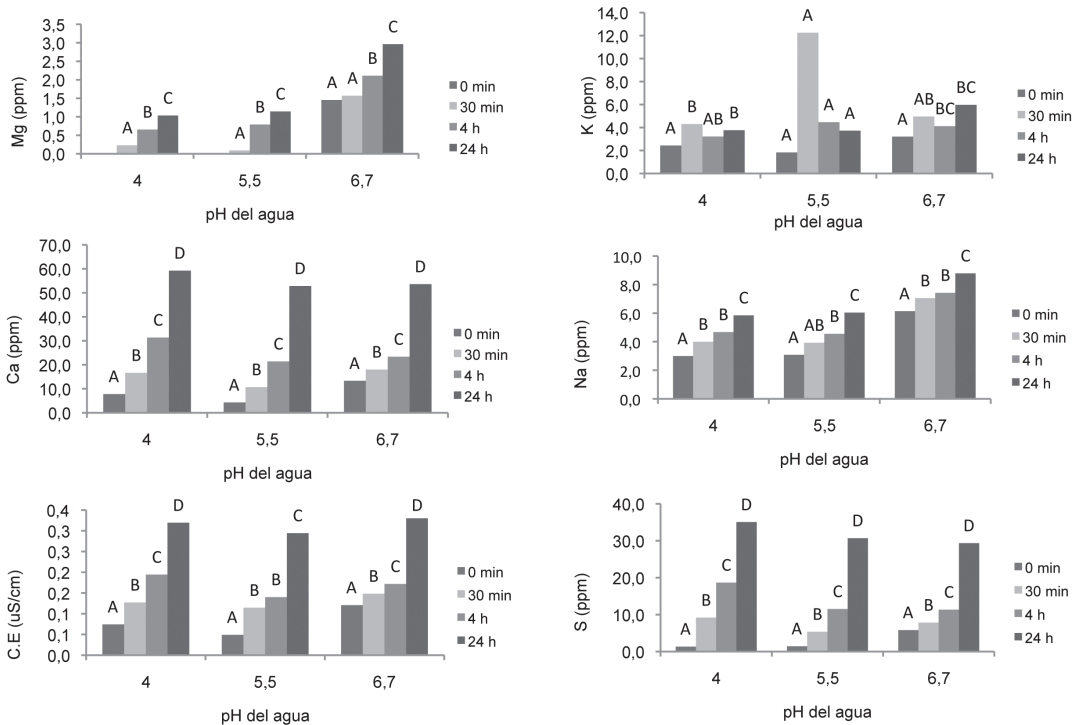 Mg (ppm)
3,5
3,0
2,5
2,0
1,5
1,0
0,5
0,0
A B C
A B C
A A B C
4 5,5 6,7
pH del agua
0 min
30 min
4 h
24 h
K (ppm)
14,0
12,0
10,0
8,0
6,0
4,0
2,0
0,0
A B AB B
A A A A
A AB BC BC
4 5,5 6,7
pH del agua
0 min
30 min
4 h
24 h
Ca (ppm)
70,0
60,0
50,0
40,0
30,0
20,0
10,0
0,0
A B C D
A B C D
A B C D
4 5,5 6,7
pH del agua
0 min
30 min
4 h
24 h
Na (ppm)
10,0
8,0
6,0
4,0
2,0
0,0
A B B C
A AB B C
A B B C
4 5,5 6,7
pH del agua
0 min
30 min
4 h
24 h
C.E (uS/cm)
0,4
0,3
0,3
0,2
0,2
0,1
0,1
0,0
A B C D
A B B C
A B C D
4 5,5 6,7
pH del agua
0 min
30 min
4 h
24 h
S (ppm)
40,0
30,0
20,0
10,0
0,0
A B C D
A B C D
A B C D
4 5,5 6,7
pH del agua
0 min
30 min
4 h
24 h